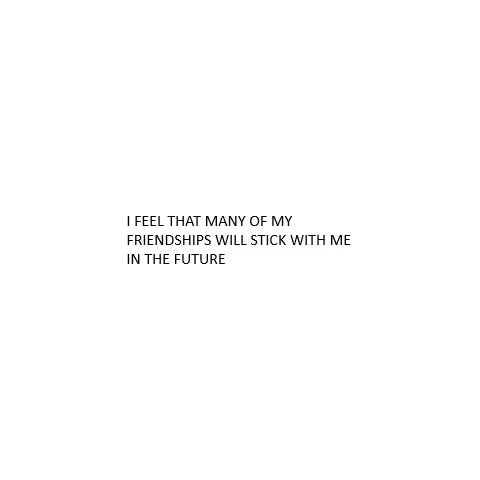 I FEEL THAT MANY OF MY
FRIENDSHIPS WILL STICK WITH ME
IN THE FUTURE